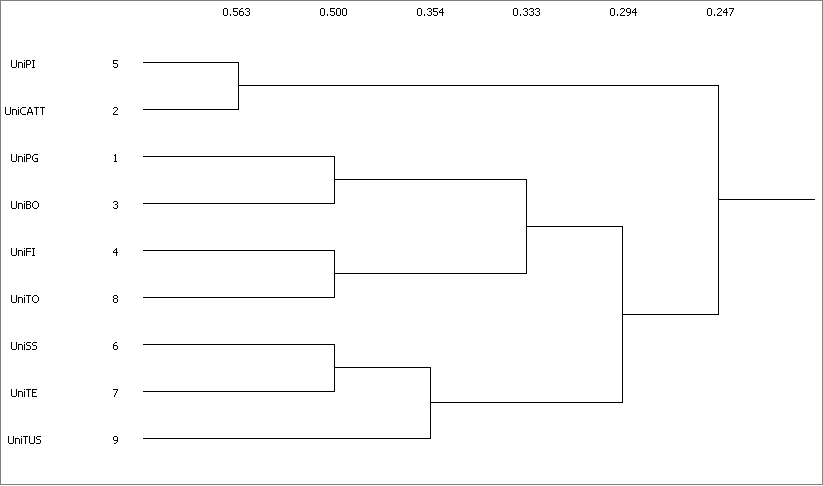 0.563 0.500 0.354 0.333 0.294 0.247
UniPI 5
UniCATT 2
UniPG 1
UniBO 3
UniFI 4
UniTO 8
UniSS 6
UniTE 7
UniTUS 9